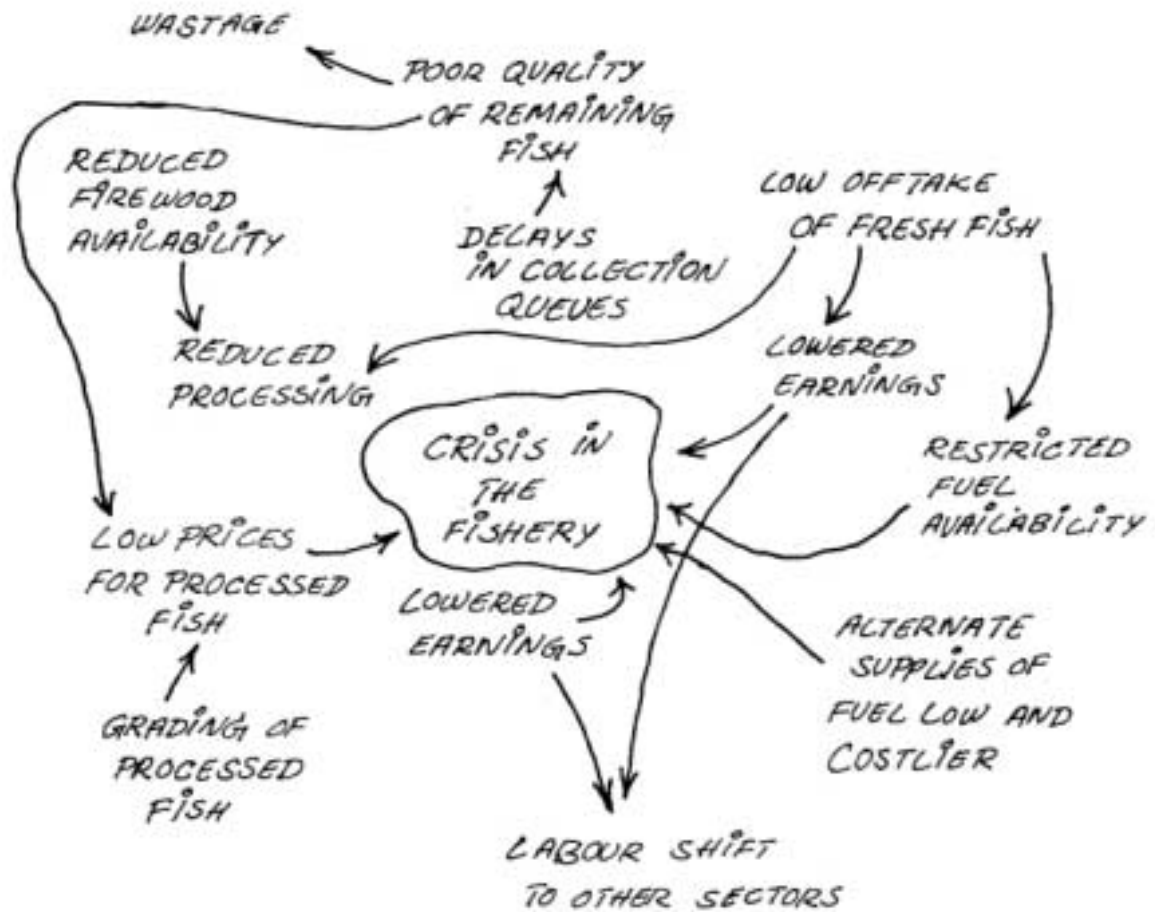 WASTAGE
POOR QUALITY
OF REMAINING
FISH
REDUCED
FIREWOOD
AVAILABILITY
DELAYS
IN COLLECTION
QUEUES
LOW OFFTAKE
OF FRESH FISH
REDUCED
PROCESSING
LOWERED
EARNINGS
CRISIS IN
THE
FISHERY
RESTRICTED
FUEL
AVAILABILITY
LOW PRICES
FOR PROCESSED
FISH
LOWERED
EARNINGS
ALTERNATE
SUPPLIES OF
FUEL LOW AND
COSTLIER
GRADING OF
PROCESSED
FISH
LABOUR SHIFT
TO OTHER SECTORS